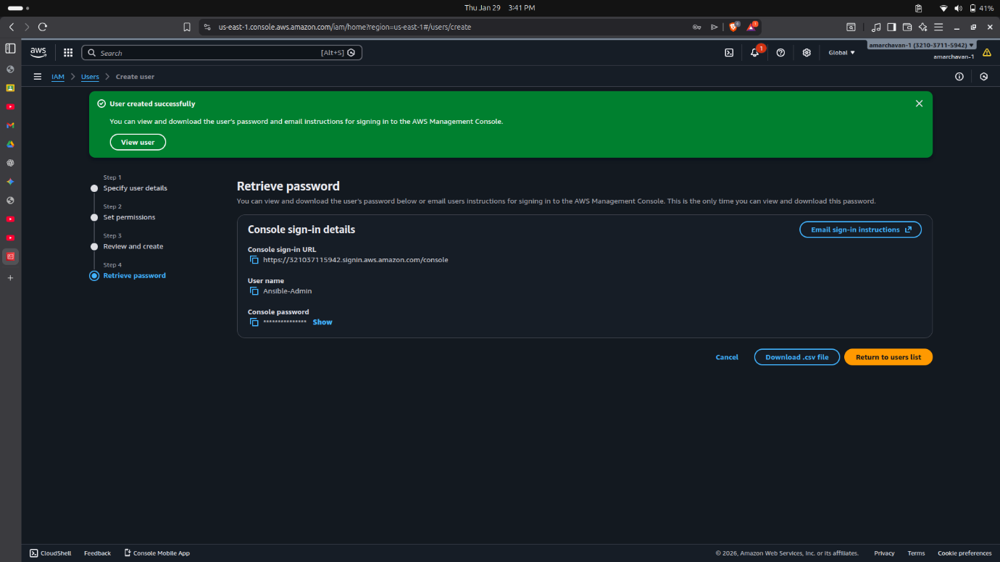 Thu Jan 29 3:41 PM
41%
us-east-1.console.aws.amazon.com/iam/home?region=us-east-1#/users/create
aws
Search
[Alt+S]
1
Global ▼
amarchavan-1 (3210-3711-5942) ▼
amarchavan-1
IAM > Users > Create user
User created successfully
You can view and download the user's password and email instructions for signing in to the AWS Management Console.
View user
Step 1
Specify user details
Step 2
Set permissions
Step 3
Review and create
Step 4
Retrieve password
Retrieve password
You can view and download the user's password below or email users instructions for signing in to the AWS Management Console. This is the only time you can view and download this password.
Console sign-in details
Email sign-in instructions
Console sign-in URL
https://321037115942.signin.aws.amazon.com/console
User name
Ansible-Admin
Console password
*************** Show
Cancel
Download .csv file
Return to users list
CloudShell
Feedback
Console Mobile App
© 2026, Amazon Web Services, Inc. or its affiliates.
Privacy
Terms
Cookie preferences